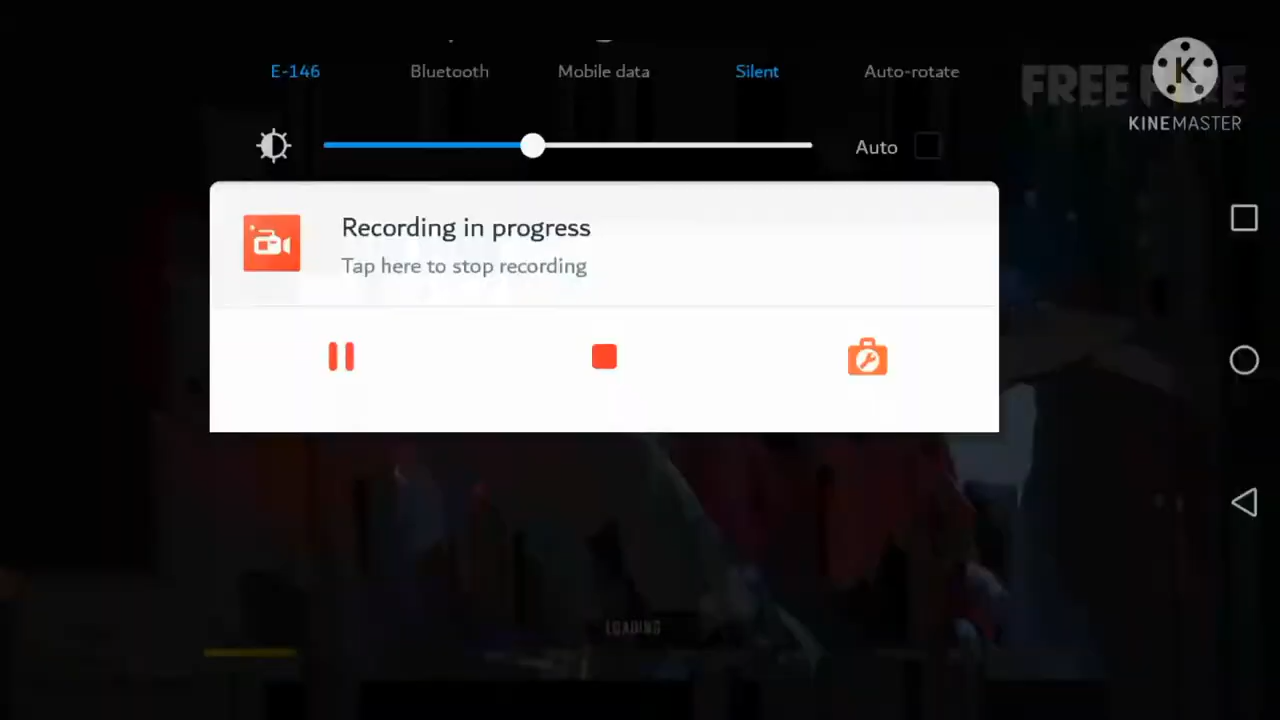 E-146 Bluetooth Mobile data Silent Auto-rotate
FREE FIRE
K
KINEMASTER
Auto
Recording in progress
Tap here to stop recording
LOADING